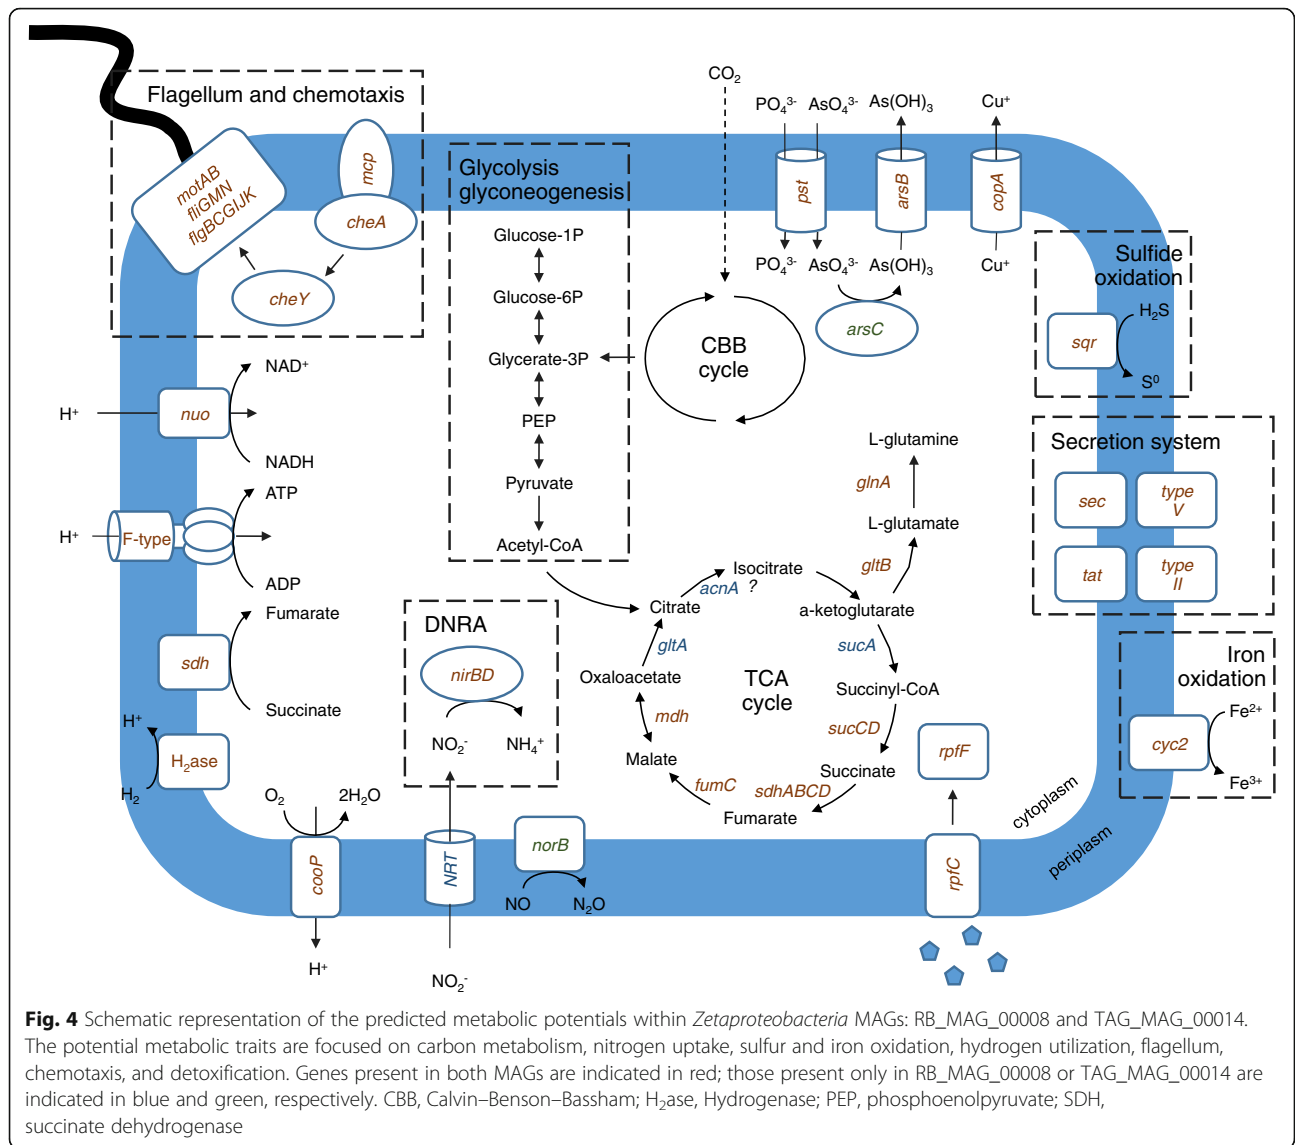 CO2
Flagellum and chemotaxis
PO4 3-
AsO4 3-
As(OH)3
Cu+
motAB
fliGMN
flgBCGIJK
mcp
cheA
cheY
Glycolysis
glyconeogenesis
Glucose-1P
Glucose-6P
Glycerate-3P
PEP
Pyruvate
Acetyl-CoA
CBB
cycle
pst
arsB
copA
PO4 3-
AsO4 3-
As(OH)3
Cu+
arsC
Sulfide
oxidation
sqr
H2S
S0
NAD+
H+
nuo
NADH
ATP
H+
F-type
ADP
Fumarate
sdh
Succinate
H+
H2ase
H2
L-glutamine
glnA
L-glutamate
gltB
Isocitrate
acnA
?
Citrate
a-ketoglutarate
gltA
sucA
Oxaloacetate
TCA
cycle
Succinyl-CoA
mdh
sucCD
Malate
Succinate
fumC
sdhABCD
Fumarate
Secretion system
sec
type
V
tat
type
II
DNRA
nirBD
NO2-
NH4+
Iron
oxidation
Fe2+
cyc2
Fe3+
rpfF
cytoplasm
periplasm
O2
2H2O
cooP
H+
NRT
NO2-
norB
NO
N2O
rpfC
Fig. 4 Schematic representation of the predicted metabolic potentials within Zetaproteobacteria MAGs: RB_MAG_00008 and TAG_MAG_00014.
The potential metabolic traits are focused on carbon metabolism, nitrogen uptake, sulfur and iron oxidation, hydrogen utilization, flagellum,
chemotaxis, and detoxification. Genes present in both MAGs are indicated in red; those present only in RB_MAG_00008 or TAG_MAG_00014 are
indicated in blue and green, respectively. CBB, Calvin–Benson–Bassham; H2ase, Hydrogenase; PEP, phosphoenolpyruvate; SDH,
succinate dehydrogenase